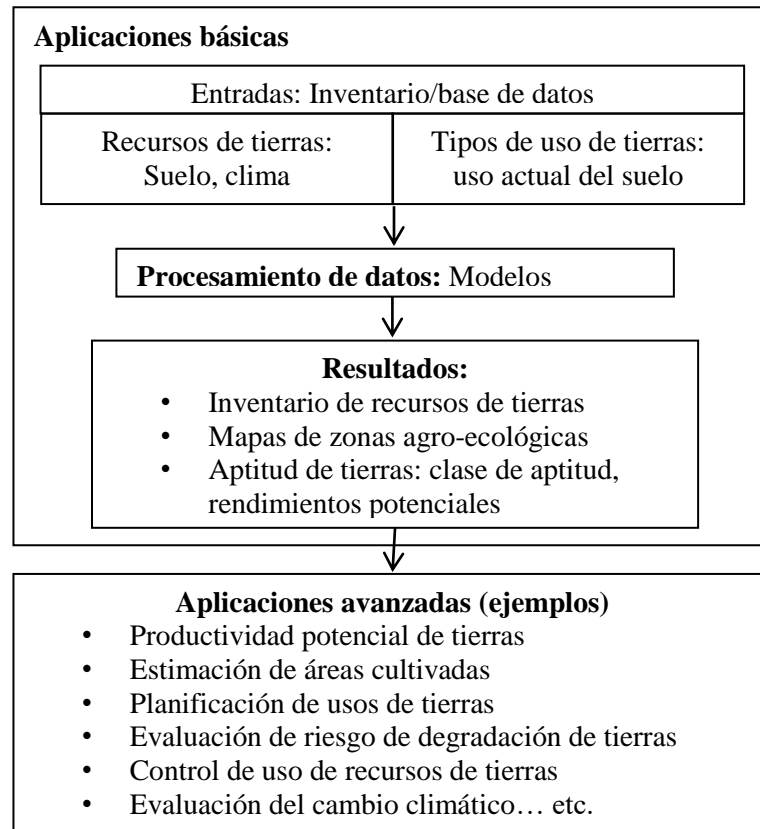 Aplicaciones básicas
Entradas: Inventario/base de datos
Recursos de tierras:
Suelo, clima
Tipos de uso de tierras:
uso actual del suelo
Procesamiento de datos: Modelos
Resultados:
• Inventario de recursos de tierras
• Mapas de zonas agro-ecológicas
• Aptitud de tierras: clase de aptitud,
rendimientos potenciales
Aplicaciones avanzadas (ejemplos)
• Productividad potencial de tierras
• Estimación de áreas cultivadas
• Planificación de usos de tierras
• Evaluación de riesgo de degradación de tierras
• Control de uso de recursos de tierras
• Evaluación del cambio climático… etc.